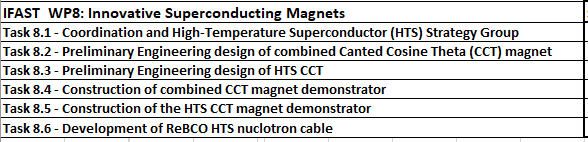 IFAST WP8: Innovative Superconducting Magnets
Task 8.1 - Coordination and High-Temperature Superconductor (HTS) Strategy Group
Task 8.2 - Preliminary Engineering design of combined Canted Cosine Theta (CCT) magnet
Task 8.3 - Preliminary Engineering design of HTS CCT
Task 8.4 - Construction of combined CCT magnet demonstrator
Task 8.5 - Construction of the HTS CCT magnet demonstrator
Task 8.6 - Development of ReBCO HTS nuclotron cable